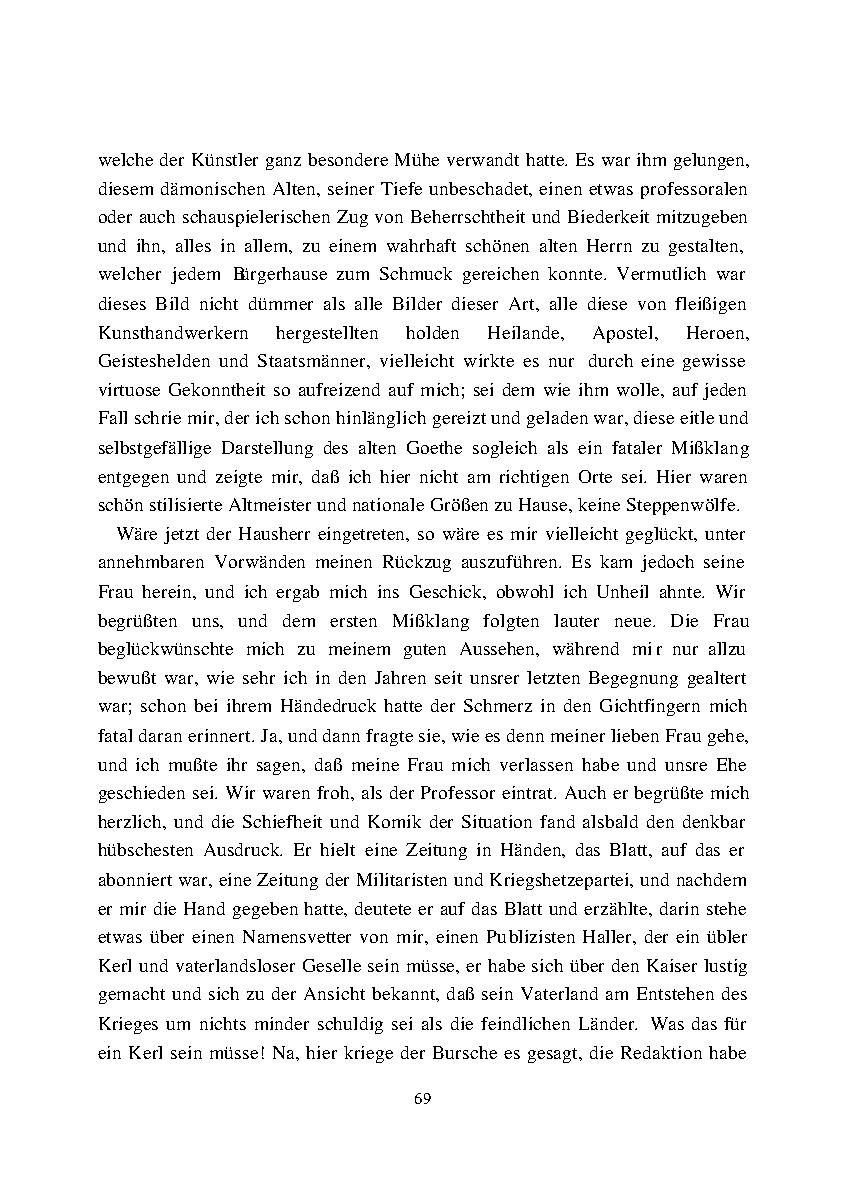 welche der Künstler ganz besondere Mühe verwandt hatte. Es war ihm gelungen,
diesem dämonischen Alten, seiner Tiefe unbeschadet, einen etwas professoralen
oder auch schauspielerischen Zug von Beherrschtheit und Biederkeit mitzugeben
und ihn, alles in allem, zu einem wahrhaft schönen alten Herrn zu gestalten,
welcher jedem Bürgerhause zum Schmuck gereichen konnte. Vermutlich war
dieses Bild nicht dümmer als alle Bilder dieser Art, alle diese von fleißigen
Kunsthandwerkern hergestellten holden Heilande, Apostel, Heroen,
Geisteshelden und Staatsmänner, vielleicht wirkte es nur durch eine gewisse
virtuose Gekonntheit so aufreizend auf mich; sei dem wie ihm wolle, auf jeden
Fall schrie mir, der ich schon hinlänglich gereizt und geladen war, diese eitle und
selbstgefällige Darstellung des alten Goethe sogleich als ein fataler Mißklang
entgegen und zeigte mir, daß ich hier nicht am richtigen Orte sei. Hier waren
schön stilisierte Altmeister und nationale Größen zu Hause, keine Steppenwölfe.
Wäre jetzt der Hausherr eingetreten, so wäre es mir vielleicht geglückt, unter
annehmbaren Vorwänden meinen Rückzug auszuführen. Es kam jedoch seine
Frau herein, und ich ergab mich ins Geschick, obwohl ich Unheil ahnte. Wir
begrüßten uns, und dem ersten Mißklang folgten lauter neue. Die Frau
beglückwünschte mich zu meinem guten Aussehen, während mir nur allzu
bewußt war, wie sehr ich in den Jahren seit unsrer letzten Begegnung gealtert
war; schon bei ihrem Händedruck hatte der Schmerz in den Gichtfingern mich
fatal daran erinnert. Ja, und dann fragte sie, wie es denn meiner lieben Frau gehe,
und ich mußte ihr sagen, daß meine Frau mich verlassen habe und unsre Ehe
geschieden sei. Wir waren froh, als der Professor eintrat. Auch er begrüßte mich
herzlich, und die Schiefheit und Komik der Situation fand alsbald den denkbar
hübschesten Ausdruck. Er hielt eine Zeitung in Händen, das Blatt, auf das er
abonniert war, eine Zeitung der Militaristen und Kriegshetzepartei, und nachdem
er mir die Hand gegeben hatte, deutete er auf das Blatt und erzählte, darin stehe
etwas über einen Namensvetter von mir, einen Publizisten Haller, der ein übler
Kerl und vaterlandsloser Geselle sein müsse, er habe sich über den Kaiser lustig
gemacht und sich zu der Ansicht bekannt, daß sein Vaterland am Entstehen des
Krieges um nichts minder schuldig sei als die feindlichen Länder. Was das für
ein Kerl sein müsse! Na, hier kriege der Bursche es gesagt, die Redaktion habe
69